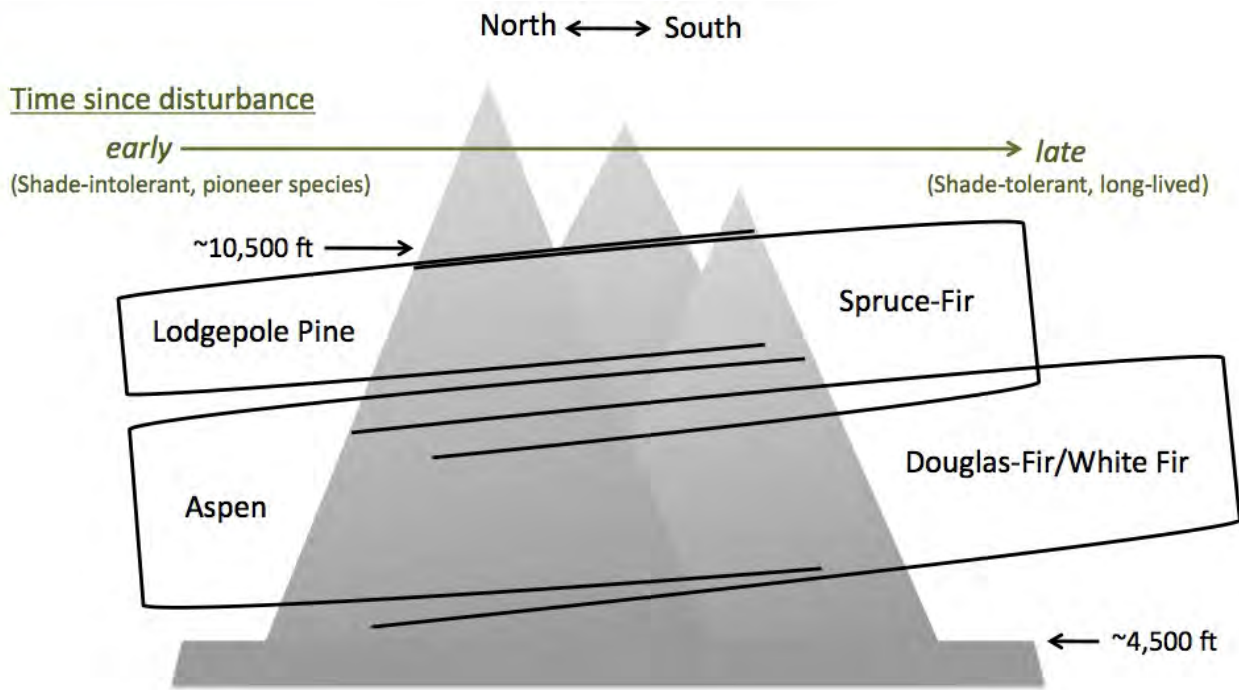 North South
Time since disturbance
early late
(Shade-intolerant, pioneer species) (Shade-tolerant, long-lived)
~10,500 ft
Spruce-Fir
Lodgepole Pine
Douglas-Fir/White Fir
Aspen
~4,500 ft